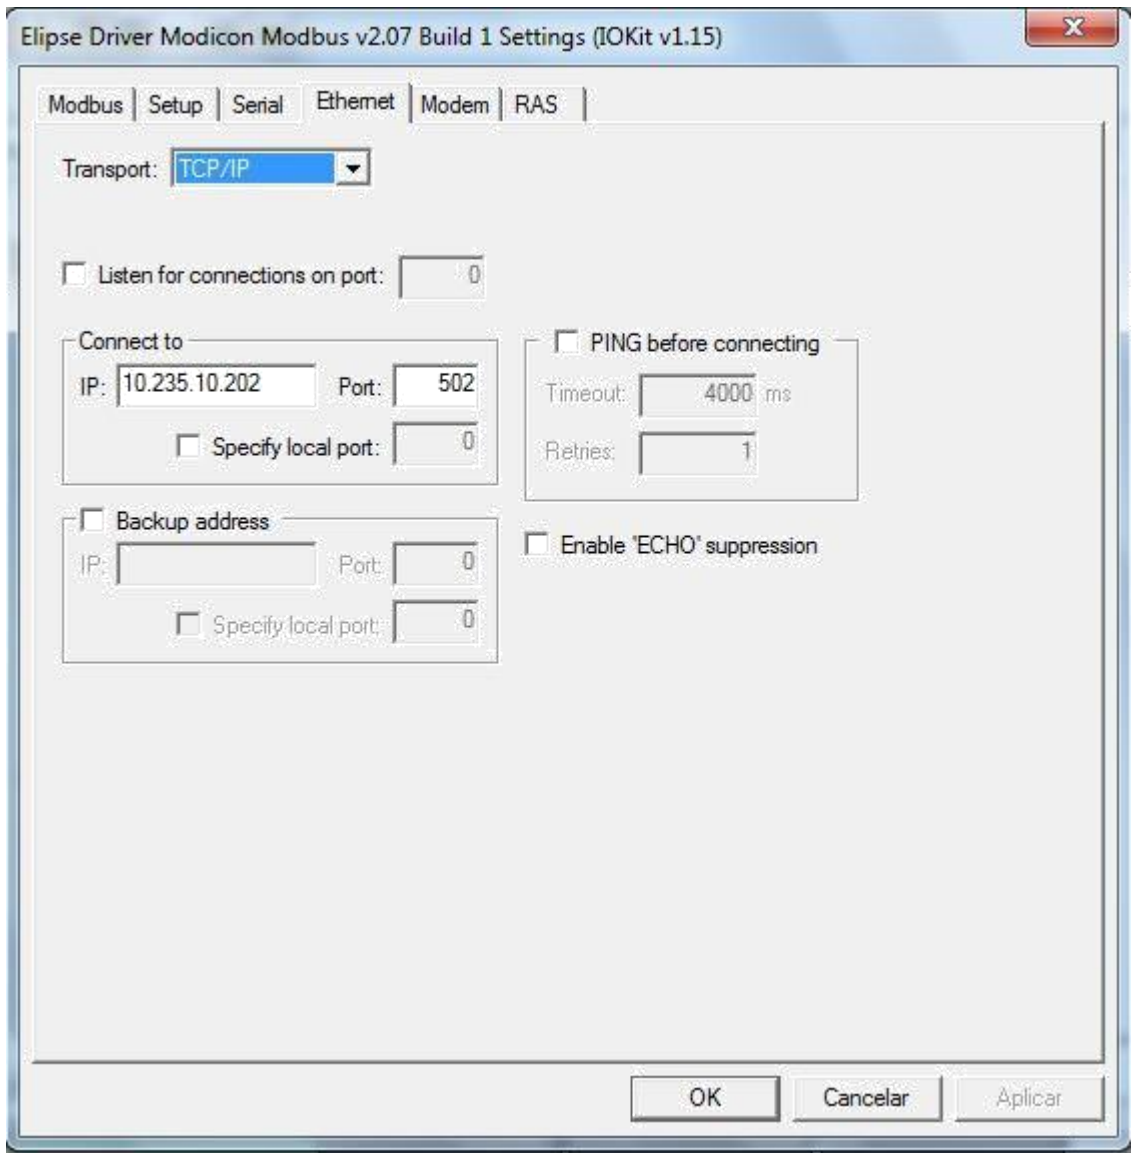 Elipse Driver Modicon Modbus v2.07 Build 1 Settings (IOKit v1.15)
Modbus Setup Serial Ethernet Modem RAS
Transport: TCP/IP
Listen for connections on port: 0
Connect to
IP: 10.235.10.202 Port: 502
Specify local port: 0
PING before connecting
Timeout: 4000 ms
Retries: 1
Backup address
IP: Port: 0
Specify local port: 0
Enable 'ECHO' suppression
OK Cancelar Aplicar